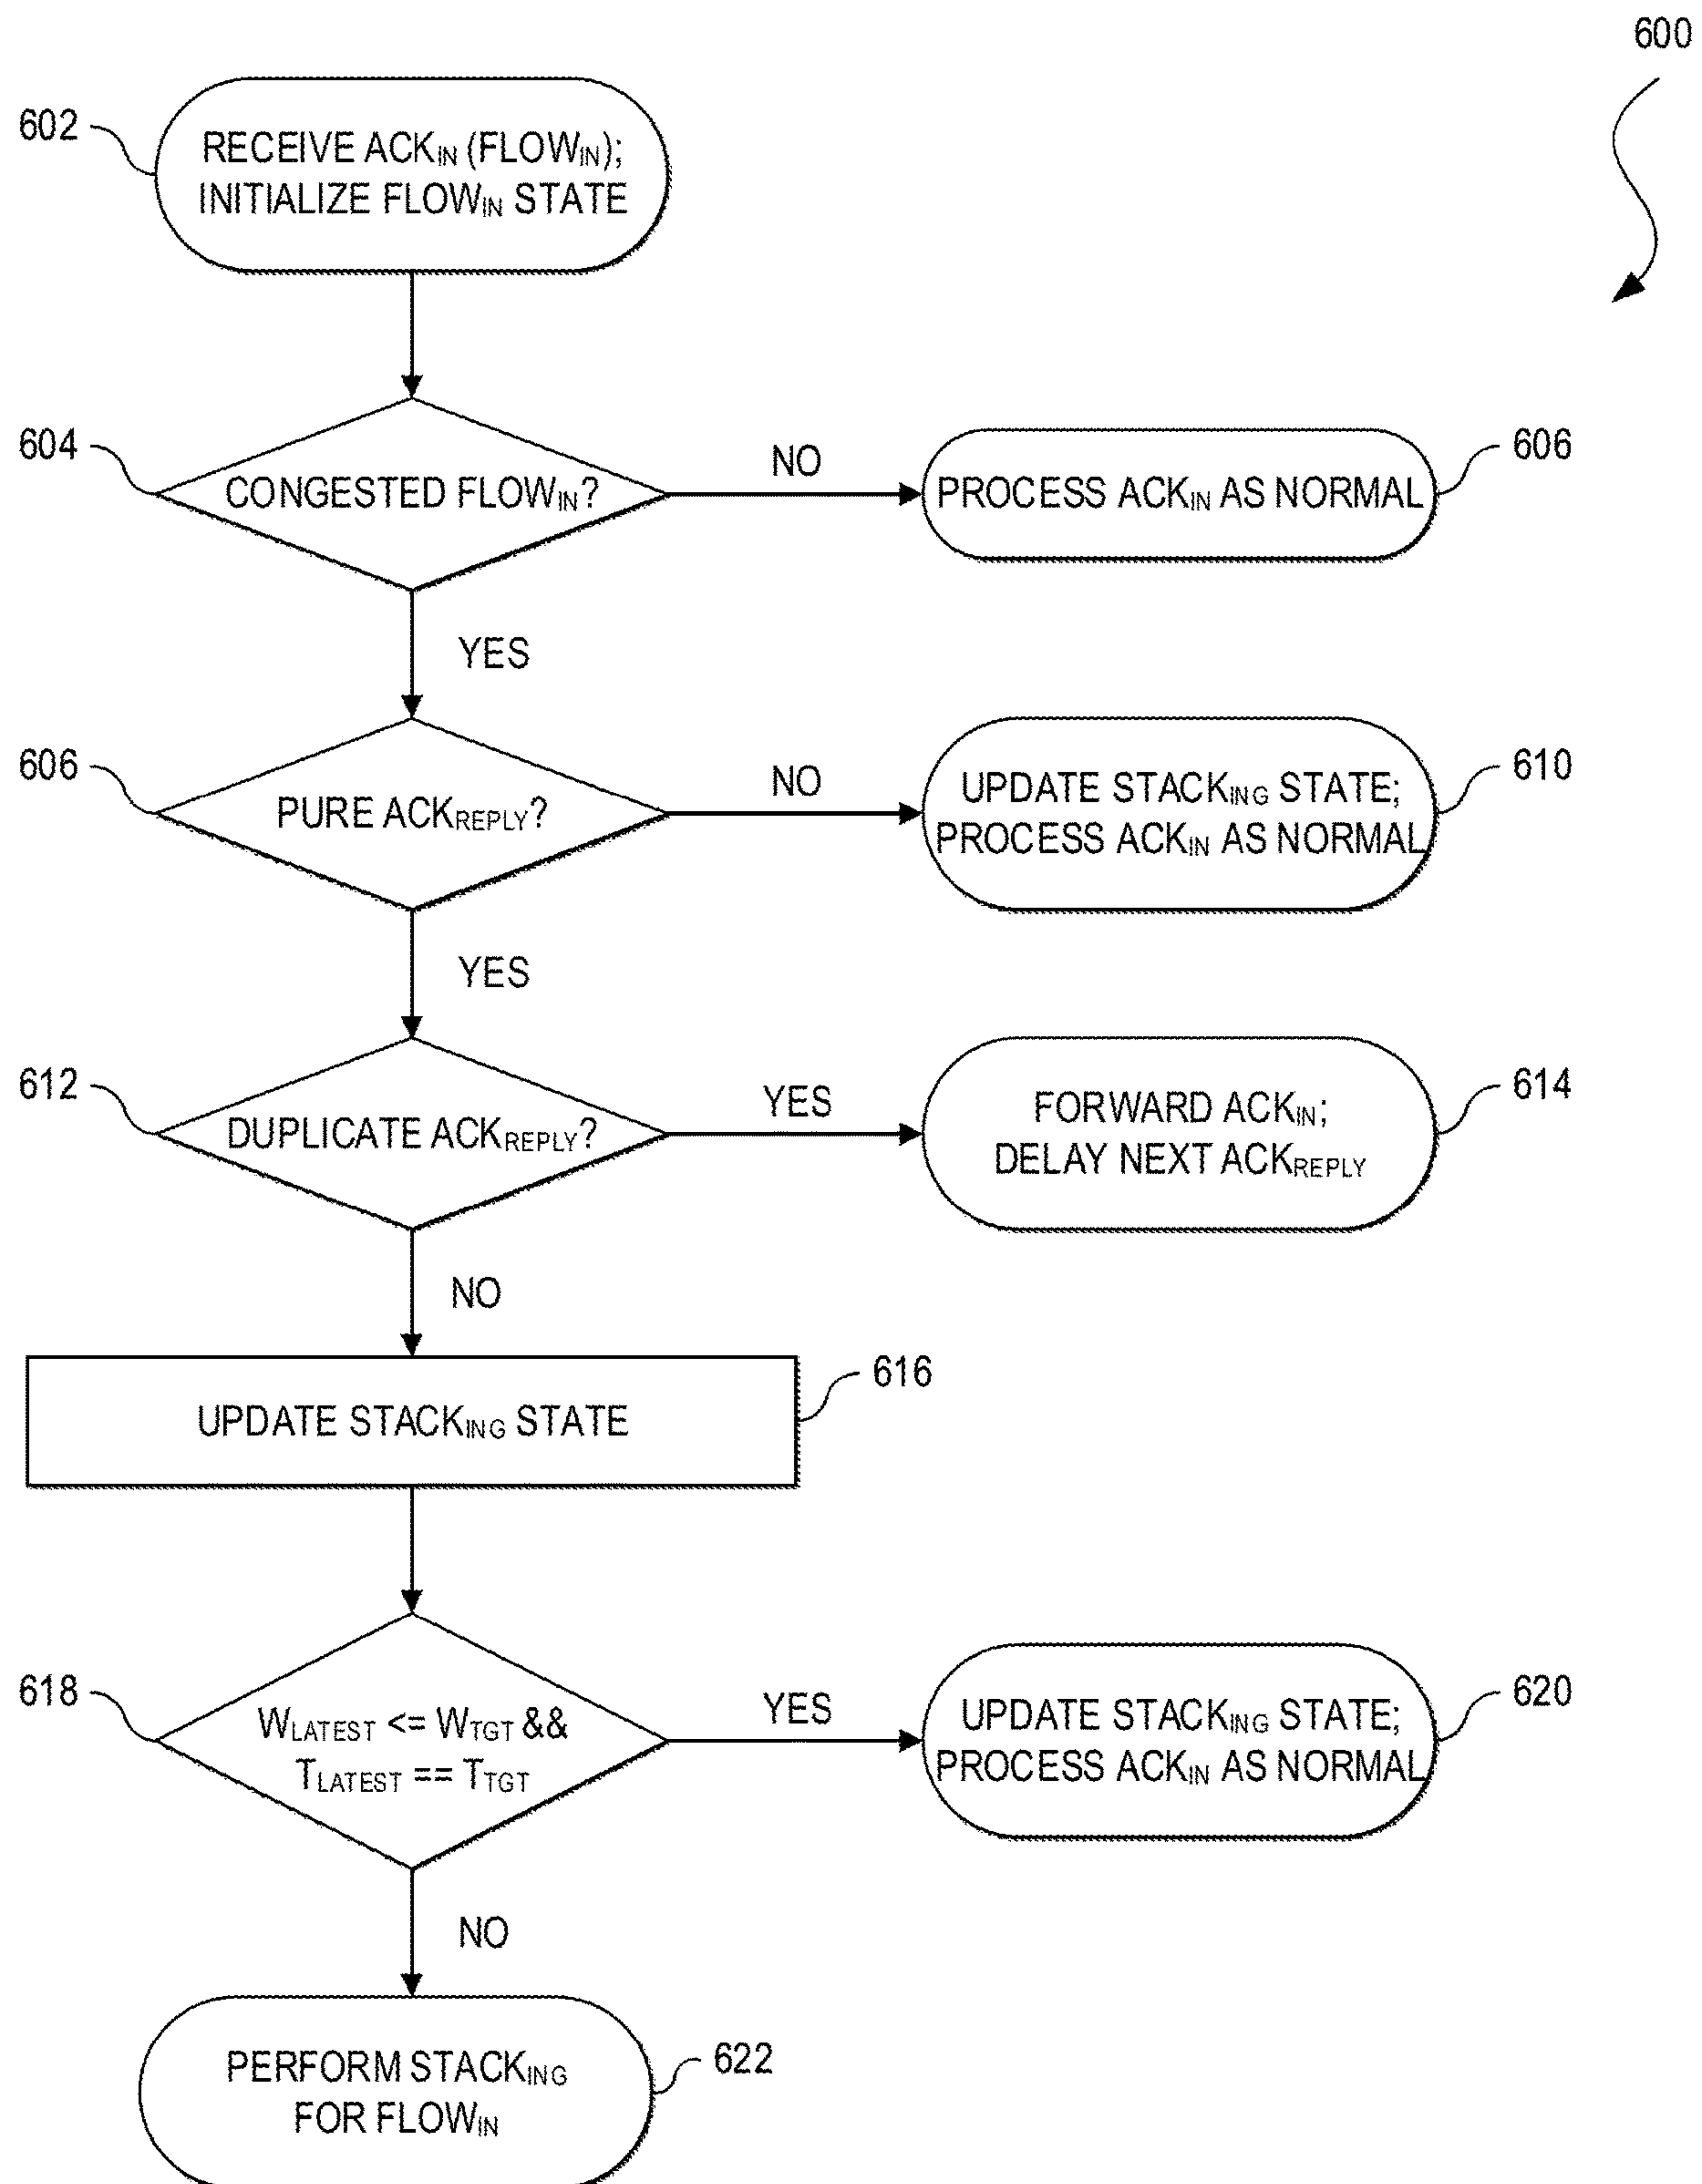 600
602
RECEIVE ACKIN (FLOWIN);
INITIALIZE FLOWIN STATE
604
CONGESTED FLOWIN?
NO
PROCESS ACKIN AS NORMAL
606
YES
606
PURE ACKREPLY?
NO
UPDATE STACKING STATE;
PROCESS ACKIN AS NORMAL
610
YES
612
DUPLICATE ACKREPLY?
YES
FORWARD ACKIN;
DELAY NEXT ACKREPLY
614
NO
616
UPDATE STACKING STATE
618
WLATEST <= WTGT &&
TLATEST == TTGT
YES
UPDATE STACKING STATE;
PROCESS ACKIN AS NORMAL
620
NO
PERFORM STACKING
FOR FLOWIN
622